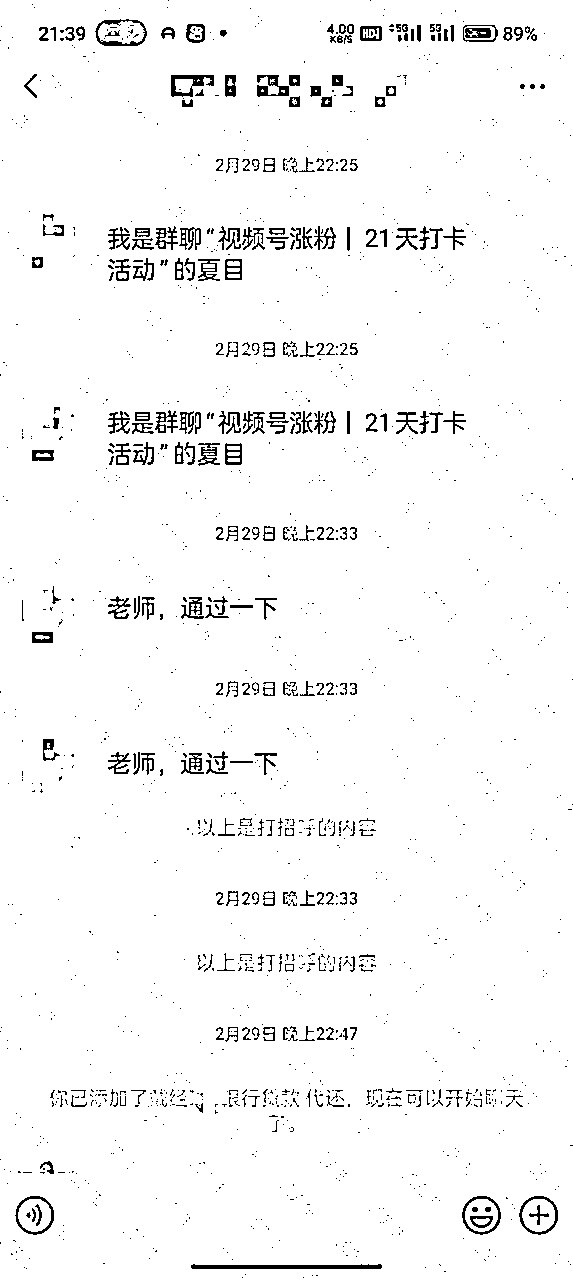 21:39
4.00 KB/S HD 5G 5G 89%
2月29日 晚上22:25
我是群聊“视频号涨粉丨 21天打卡
活动”的夏目
2月29日 晚上22:25
我是群聊“视频号涨粉丨 21天打卡
活动”的夏目
2月29日 晚上22:33
老师，通过一下
2月29日 晚上22:33
老师，通过一下
以上是打招呼的内容
2月29日 晚上22:33
以上是打招呼的内容
2月29日 晚上22:47
你已添加了 银行贷款 代还，现在可以开始聊天
了。